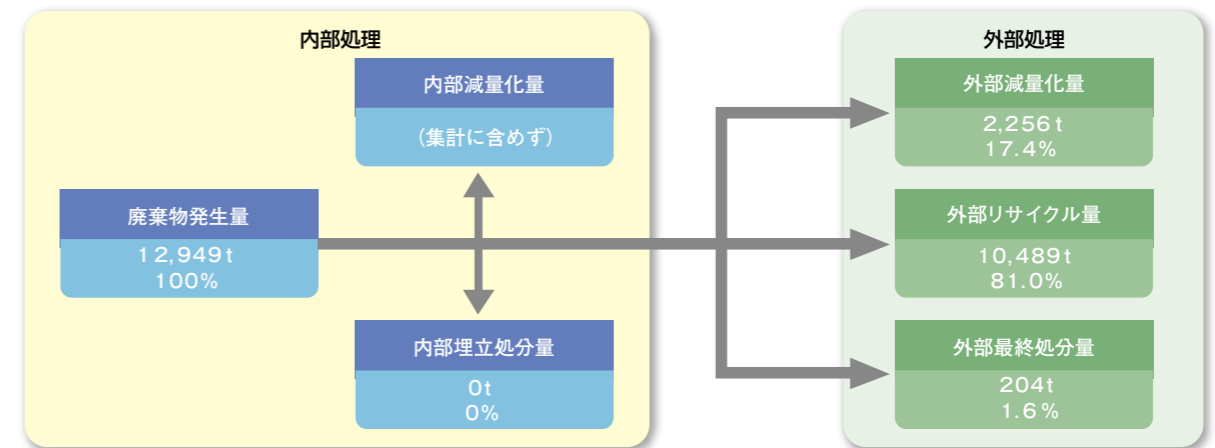 内部処理
内部減量化量
（集計に含めず）
廃棄物発生量
12,949t
100%
内部埋立処分量
0t
0%
外部処理
外部減量化量
2,256t
17.4%
外部リサイクル量
10,489t
81.0%
外部最終処分量
204t
1.6%